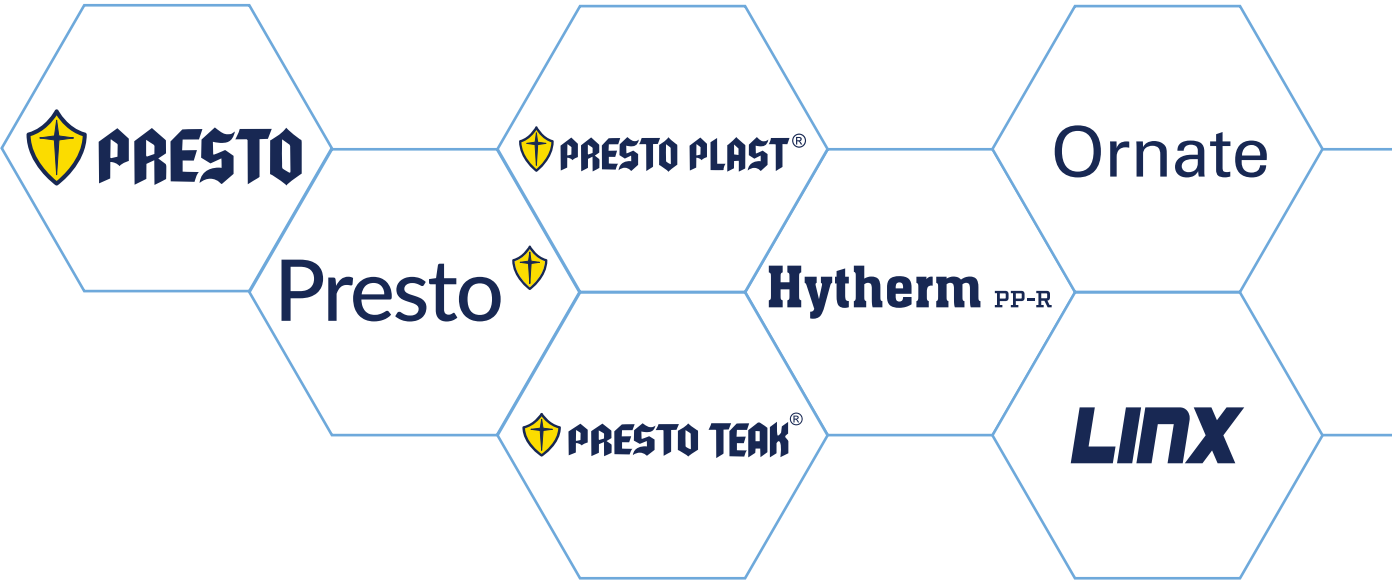 PRESTO
Presto
PRESTO PLAST®
PRESTO TEAK®
Hytherm PP-R
Ornate
LINX